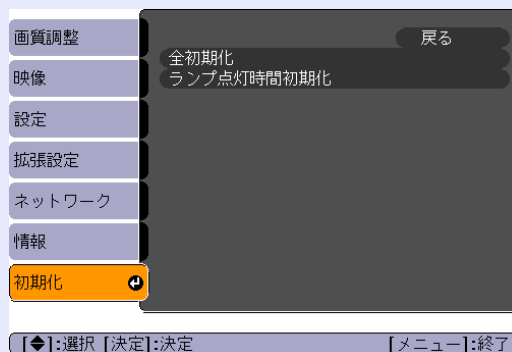 画質調整
映像
設定
拡張設定
ネットワーク
情報
初期化
戻る
全初期化
ランプ点灯時間初期化
[◆]:選択 [決定]:決定
[メニュー]:終了